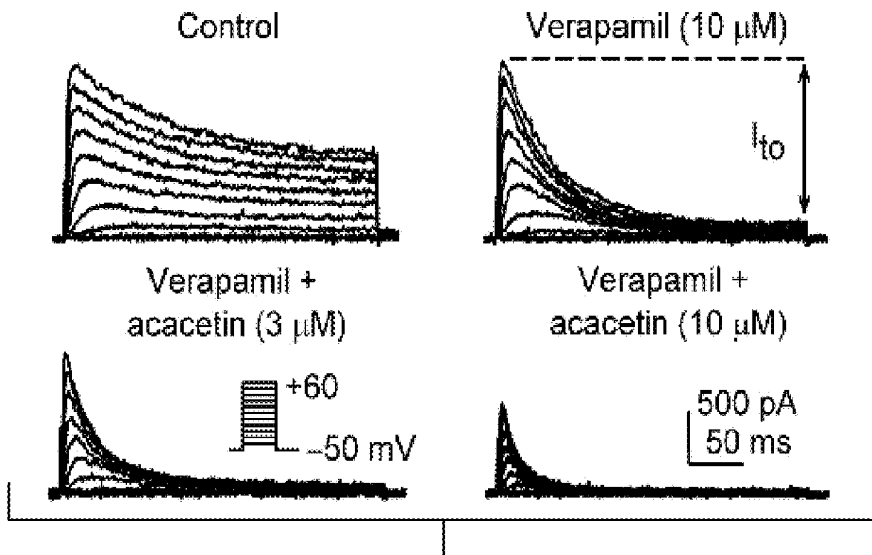 Control
Verapamil (10 μM)
I to
Verapamil +
acacetin (3 μM)
Verapamil +
acacetin (10 μM)
+60
–50 mV
500 pA
50 ms